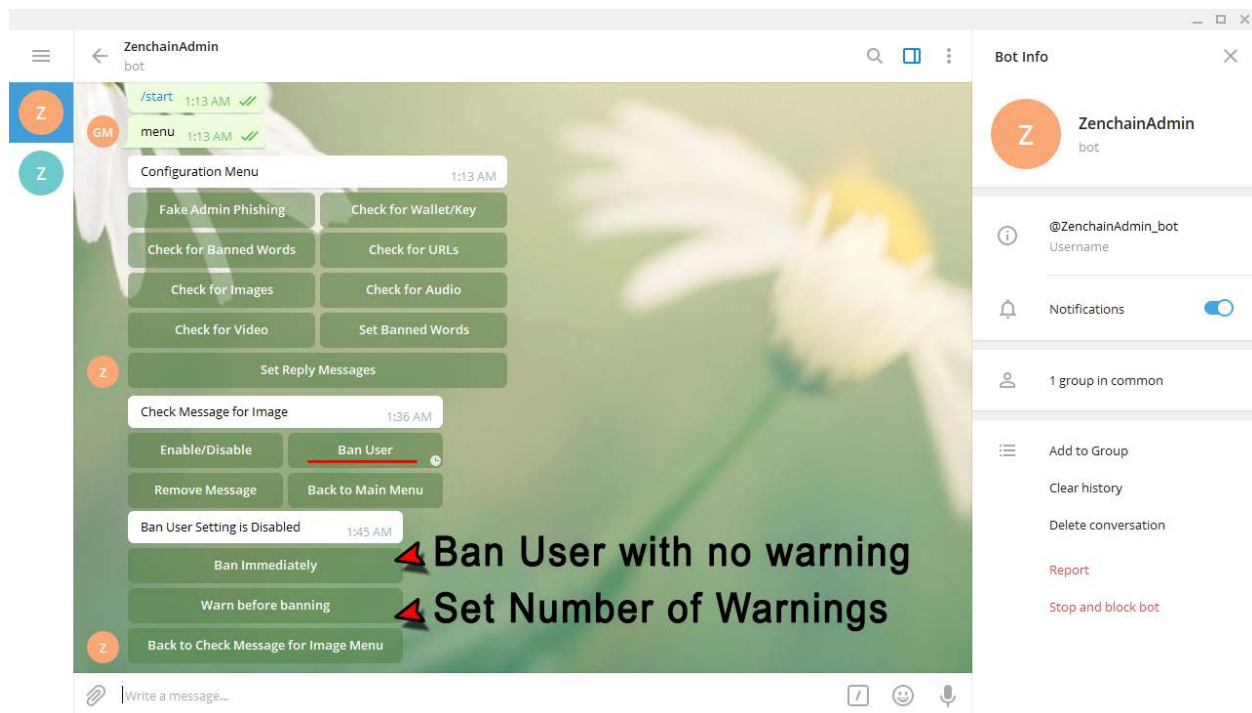 ZenchainAdmin
bot
Z
Z
/start 1:13 AM
GM
menu 1:13 AM
Configuration Menu 1:13 AM
Fake Admin Phishing Check for Wallet/Key
Check for Banned Words Check for URLs
Check for Images Check for Audio
Check for Video Set Banned Words
Z
Set Reply Messages
Check Message for Image 1:36 AM
Enable/Disable Ban User
Remove Message Back to Main Menu
Ban User Setting is Disabled 1:45 AM
Ban Immediately
Ban User with no warning
Warn before banning
Set Number of Warnings
Z
Back to Check Message for Image Menu
Write a message...
/
Bot Info
Z
ZenchainAdmin
bot
@ZenchainAdmin_bot
Username
Notifications
1 group in common
Add to Group
Clear history
Delete conversation
Report
Stop and block bot